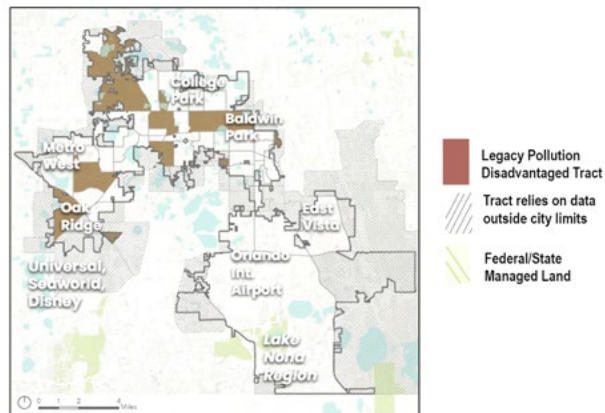 College
Park
Baldwin
Park
Metro
West
Oak
Ridge
East
Vista
Universal,
Seaworld,
Disney
Orlando
Int.
Airport
Lake
Nona
Region
0 1 2 4
Miles
Legacy Pollution
Disadvantaged Tract
Tract relies on data
outside city limits
Federal/State
Managed Land